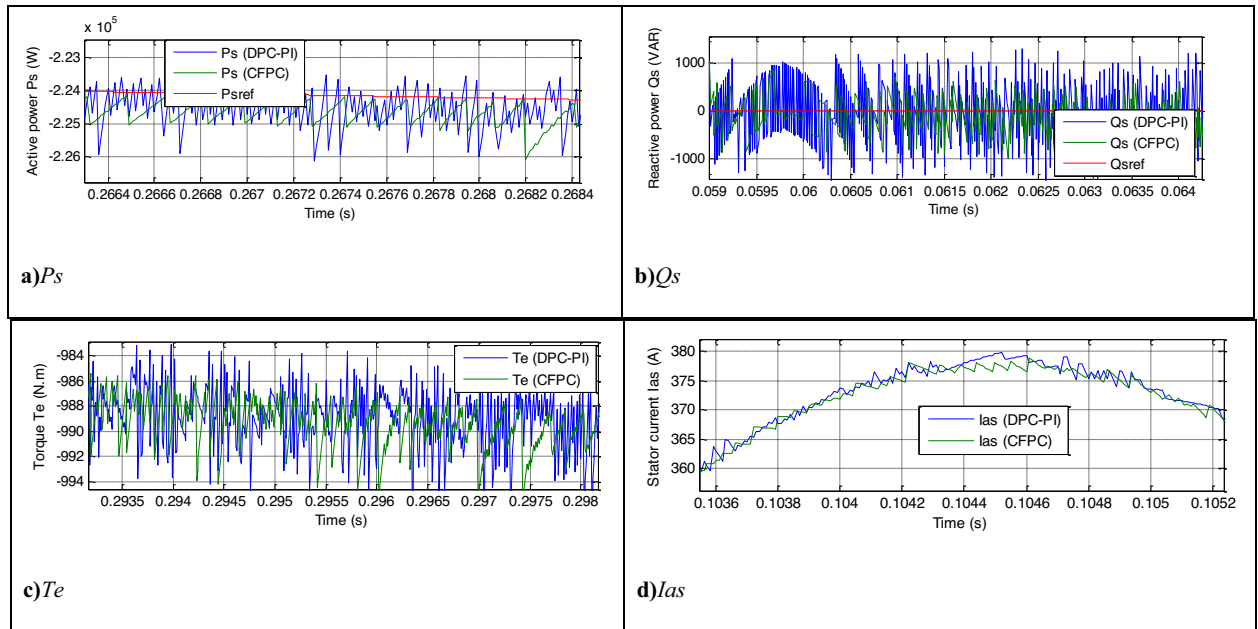 x 10^5
Active power Ps (W)
-2.23
-2.24
-2.25
-2.26
Ps (DPC-PI)
Ps (CFPC)
Psref
0.2664 0.2666 0.2668 0.267 0.2672 0.2674 0.2676 0.2678 0.268 0.2682 0.2684
Time (s)
a)Ps
Reactive power Qs (VAR)
1000
0
-1000
Qs (DPC-PI)
Qs (CFPC)
Qsref
0.059 0.0595 0.06 0.0605 0.061 0.0615 0.062 0.0625 0.063 0.0635 0.064
Time (s)
b)Qs
Torque Te (N.m)
-984
-986
-988
-990
-992
-994
Te (DPC-PI)
Te (CFPC)
0.2935 0.294 0.2945 0.295 0.2955 0.296 0.2965 0.297 0.2975 0.298
Time (s)
c)Te
Stator current Ias (A)
380
375
370
365
360
Ias (DPC-PI)
Ias (CFPC)
0.1036 0.1038 0.104 0.1042 0.1044 0.1046 0.1048 0.105 0.1052
Time (s)
d)Ias